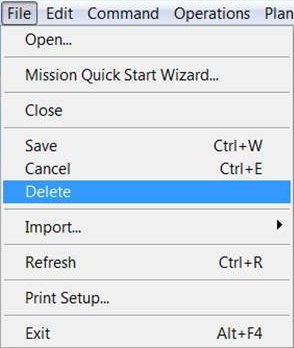 File Edit Command Operations Plan
Open...
Mission Quick Start Wizard...
Close
Save Ctrl+W
Cancel Ctrl+E
Delete
Import...
Refresh Ctrl+R
Print Setup...
Exit Alt+F4